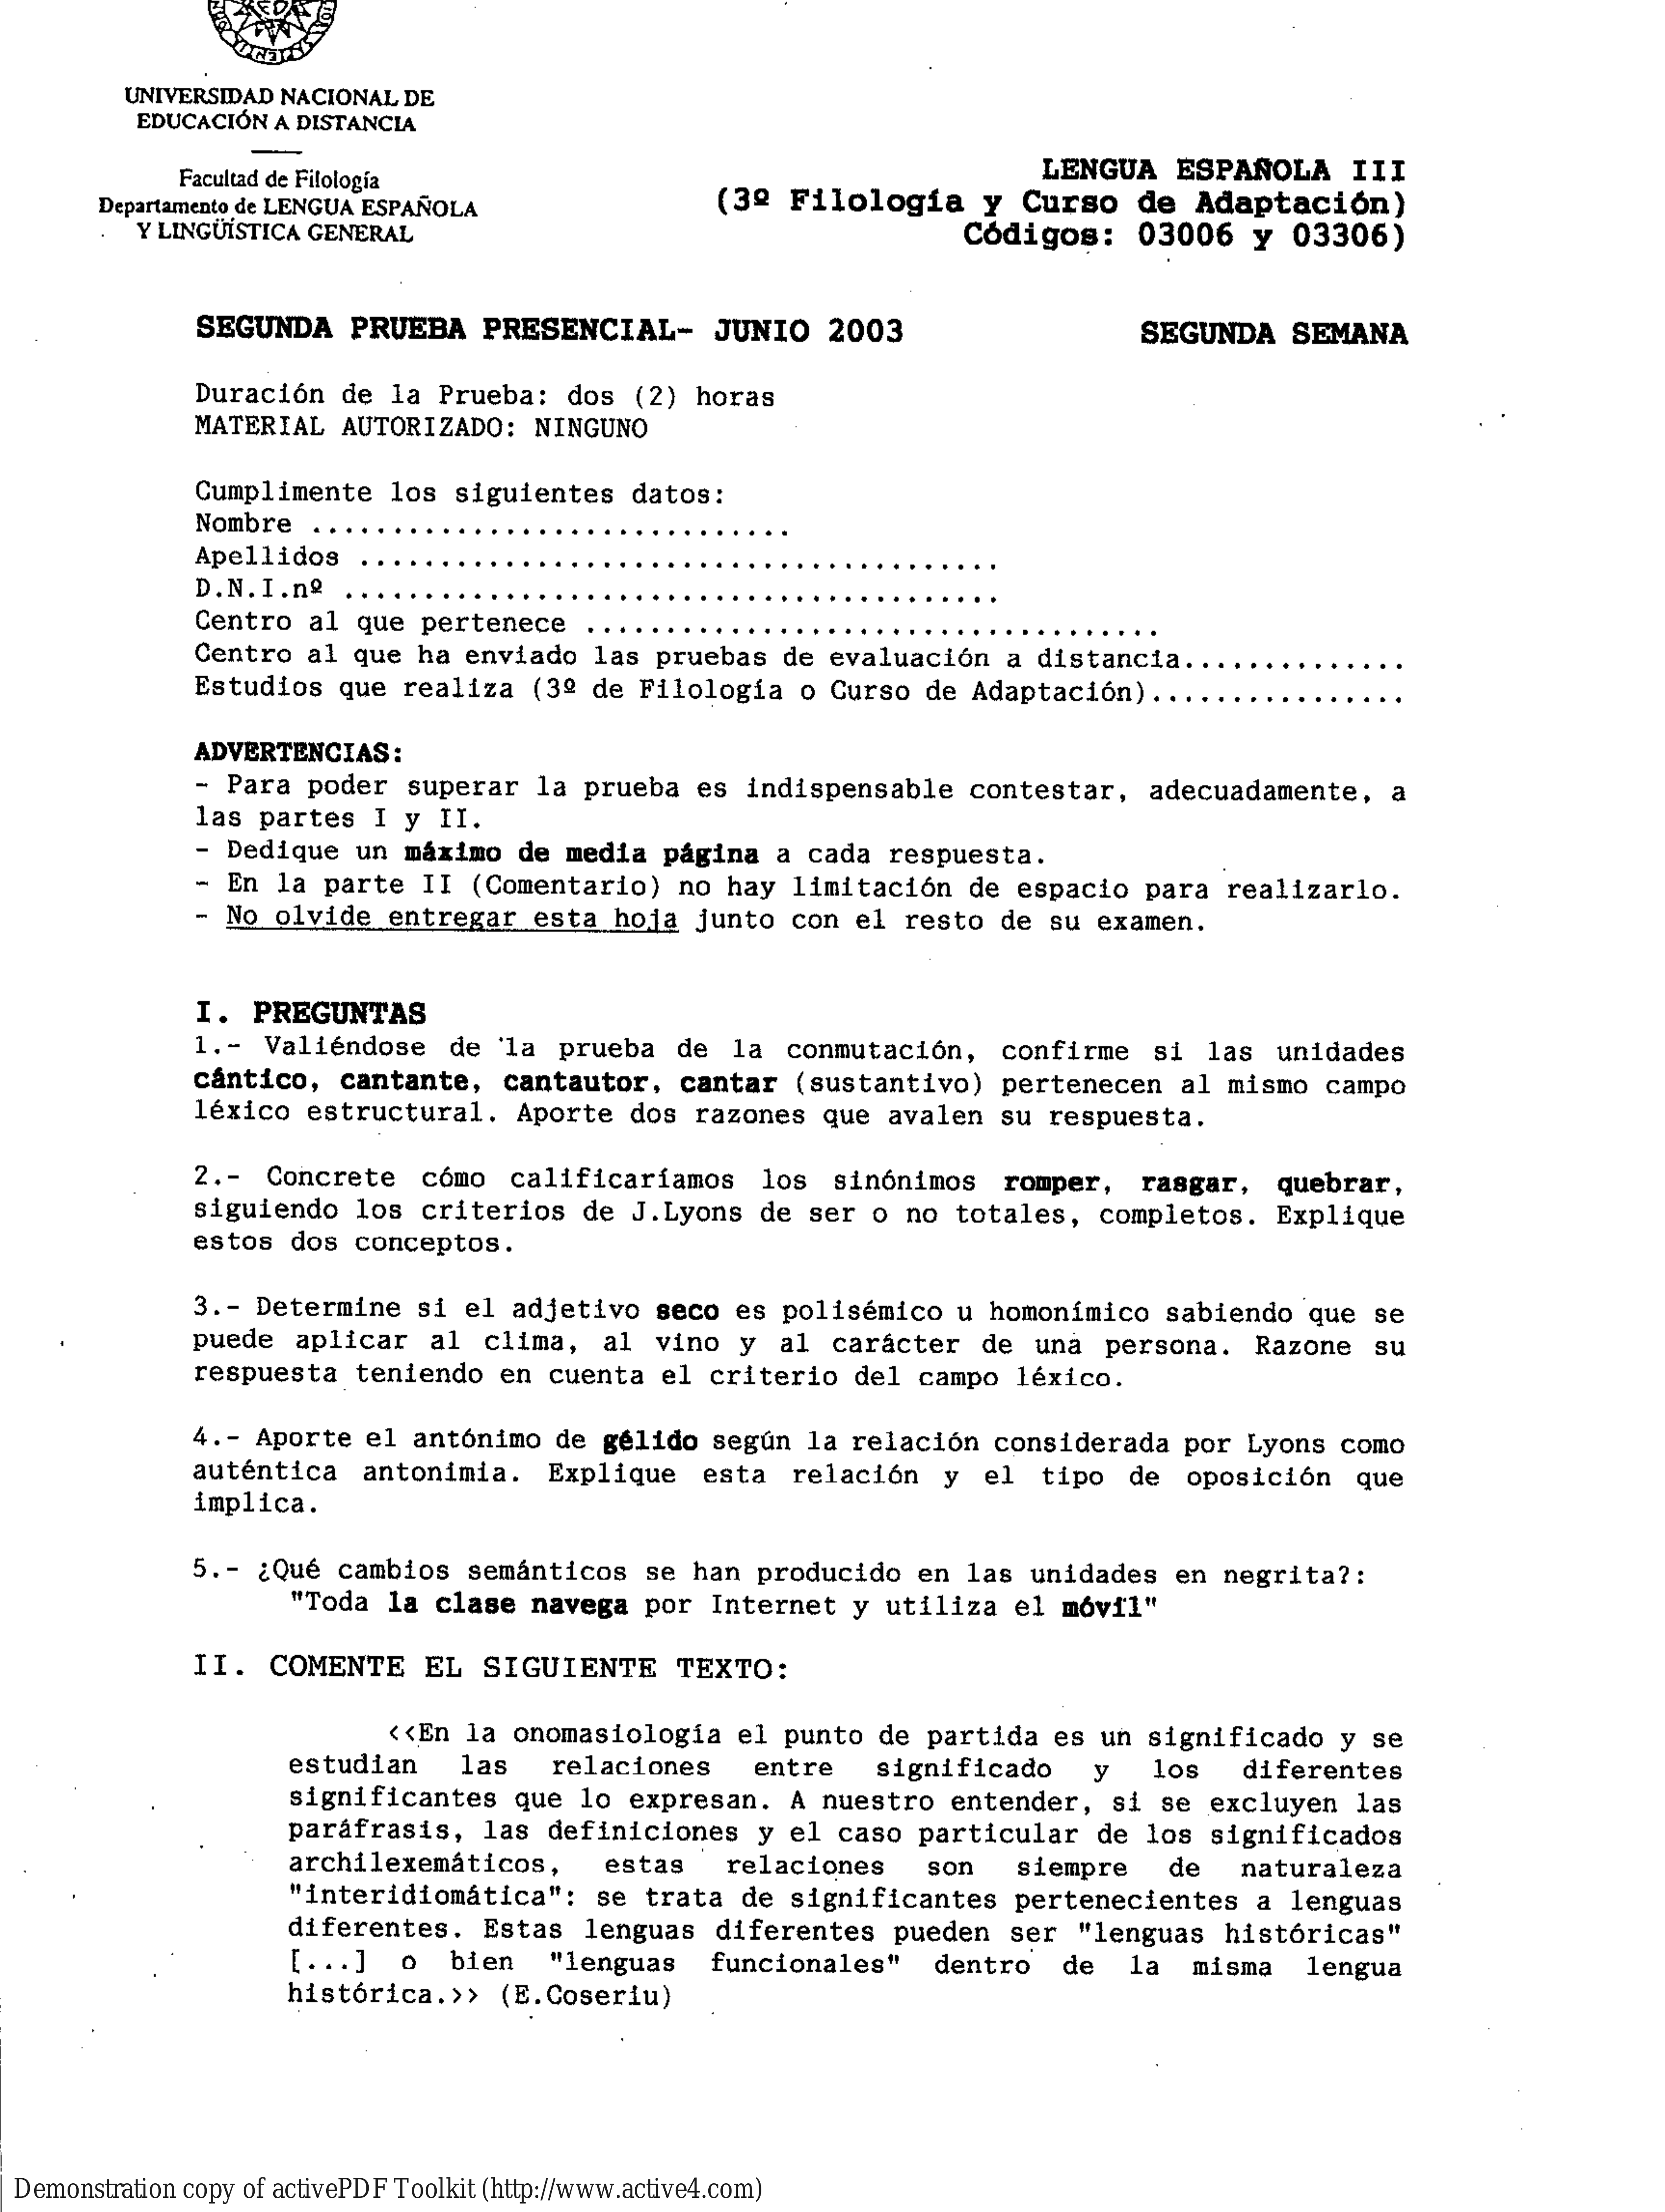 UNIVERSIDAD NACIONAL DE
EDUCACIÓN A DISTANCIA
Facultad de Filología
Departamento de LENGUA ESPAÑOLA
Y LINGÜÍSTICA GENERAL
LENGUA ESPAÑOLA III
(3º Filología y Curso de Adaptación)
Códigos: 03006 y 03306)
SEGUNDA PRUEBA PRESENCIAL- JUNIO 2003 SEGUNDA SEMANA
Duración de la Prueba: dos (2) horas
MATERIAL AUTORIZADO: NINGUNO
Cumplimente los siguientes datos:
Nombre ..............................
Apellidos ........................................
D.N.I.nº .........................................
Centro al que pertenece ....................................
Centro al que ha enviado las pruebas de evaluación a distancia..............
Estudios que realiza (3º de Filología o Curso de Adaptación)................
ADVERTENCIAS:
- Para poder superar la prueba es indispensable contestar, adecuadamente, a
las partes I y II.
- Dedique un máximo de media página a cada respuesta.
- En la parte II (Comentario) no hay limitación de espacio para realizarlo.
- No olvide entregar esta hoja junto con el resto de su examen.
I. PREGUNTAS
1.- Valiéndose de la prueba de la conmutación, confirme si las unidades
cántico, cantante, cantautor, cantar (sustantivo) pertenecen al mismo campo
léxico estructural. Aporte dos razones que avalen su respuesta.
2.- Concrete cómo calificaríamos los sinónimos romper, rasgar, quebrar,
siguiendo los criterios de J.Lyons de ser o no totales, completos. Explique
estos dos conceptos.
3.- Determine si el adjetivo seco es polisémico u homonímico sabiendo que se
puede aplicar al clima, al vino y al carácter de una persona. Razone su
respuesta teniendo en cuenta el criterio del campo léxico.
4.- Aporte el antónimo de gélido según la relación considerada por Lyons como
auténtica antonimia. Explique esta relación y el tipo de oposición que
implica.
5.- ¿Qué cambios semánticos se han producido en las unidades en negrita?:
"Toda la clase navega por Internet y utiliza el móvil"
II. COMENTE EL SIGUIENTE TEXTO:
<<En la onomasiología el punto de partida es un significado y se
estudian las relaciones entre significado y los diferentes
significantes que lo expresan. A nuestro entender, si se excluyen las
paráfrasis, las definiciones y el caso particular de los significados
archilexemáticos, estas relaciones son siempre de naturaleza
"interidiomática": se trata de significantes pertenecientes a lenguas
diferentes. Estas lenguas diferentes pueden ser "lenguas históricas"
[...] o bien "lenguas funcionales" dentro de la misma lengua
histórica.>> (E.Coseriu)
Demonstration copy of activePDF Toolkit (http://www.active4.com)